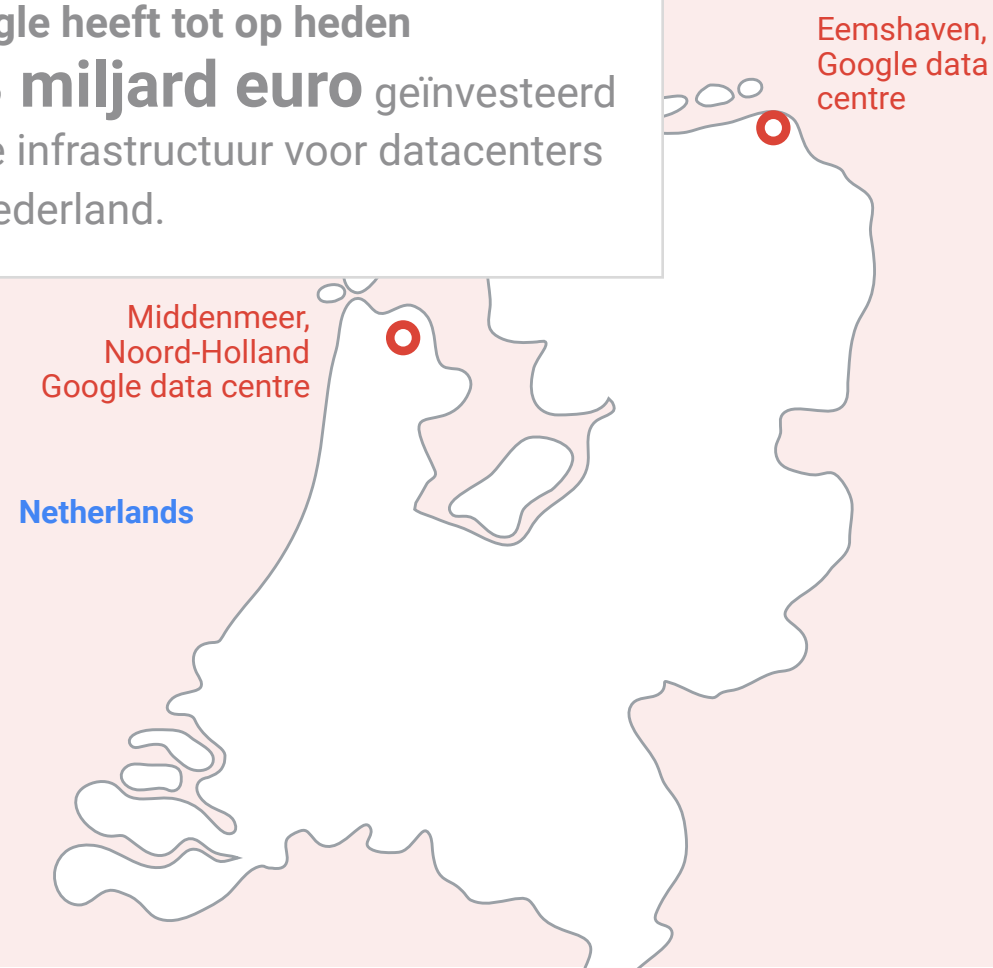 gle heeft tot op heden
miljard euro geïnvesteerd
e infrastructuur voor datacenters
ederland.
Eemshaven,
Google data
centre
Middenmeer,
Noord-Holland
Google data centre
Netherlands